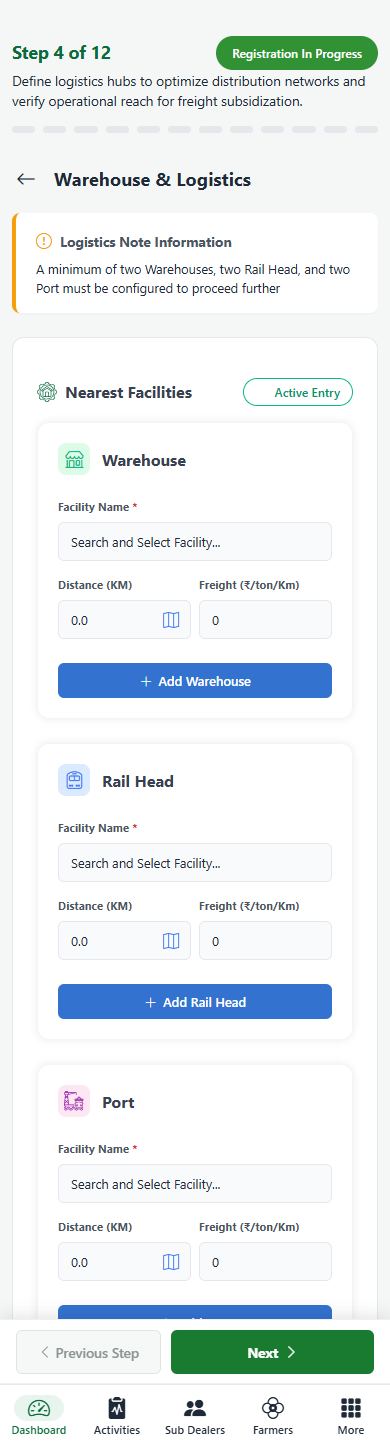 Step 4 of 12
Registration In Progress
Define logistics hubs to optimize distribution networks and
verify operational reach for freight subsidization.
Warehouse & Logistics
Logistics Note Information
A minimum of two Warehouses, two Rail Head, and two
Port must be configured to proceed further
Nearest Facilities
Active Entry
Warehouse
Facility Name *
Search and Select Facility...
Distance (KM) Freight (₹/ton/Km)
0.0 0
+ Add Warehouse
Rail Head
Facility Name *
Search and Select Facility...
Distance (KM) Freight (₹/ton/Km)
0.0 0
+ Add Rail Head
Port
Facility Name *
Search and Select Facility...
Distance (KM) Freight (₹/ton/Km)
0.0 0
Previous Step Next
Dashboard Activities Sub Dealers Farmers More